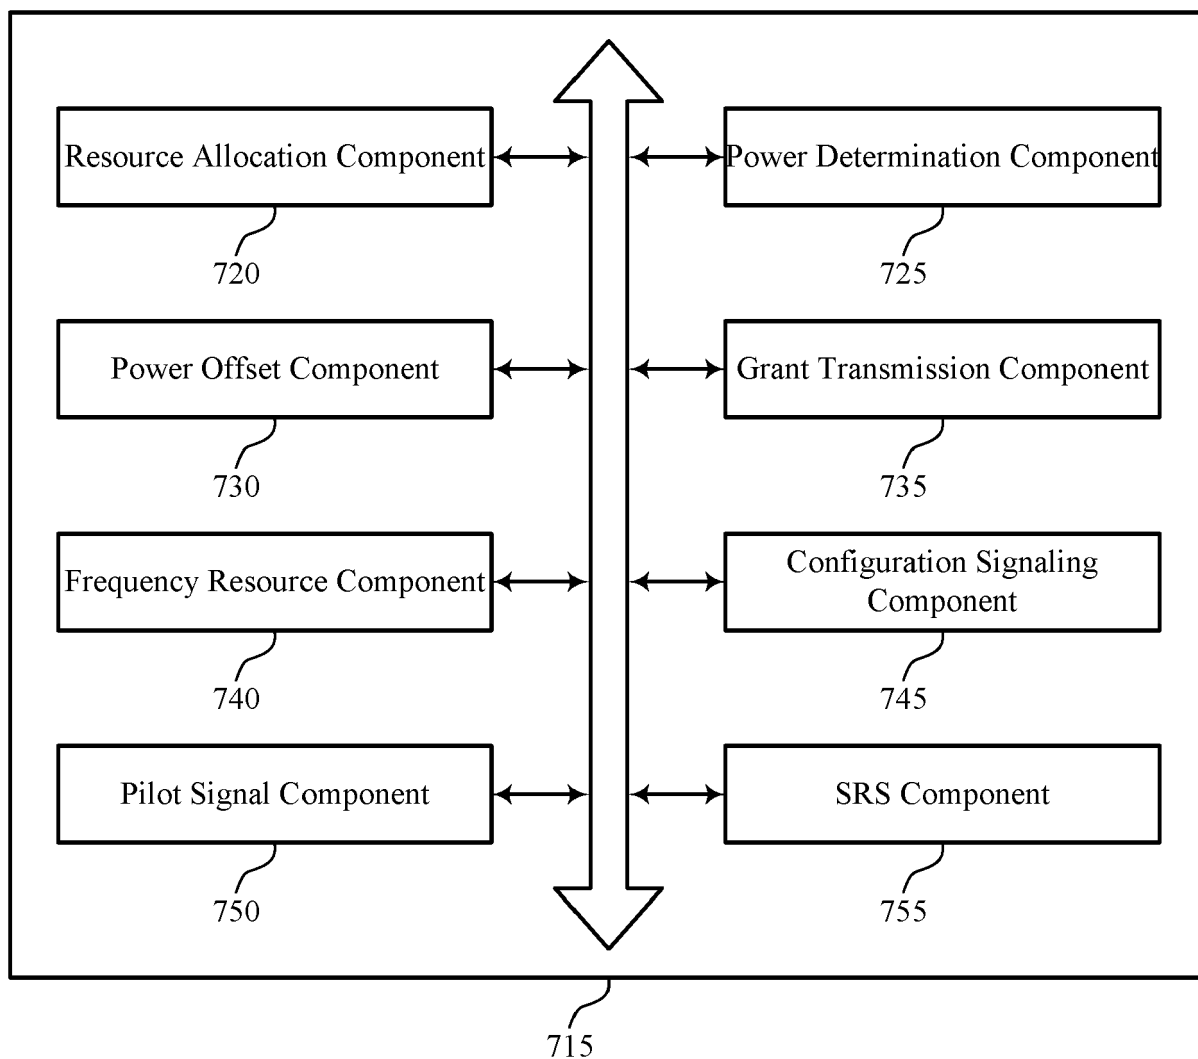 Resource Allocation Component
Power Determination Component
720
725
Power Offset Component
Grant Transmission Component
730
735
Frequency Resource Component
Configuration Signaling
Component
740
745
Pilot Signal Component
SRS Component
750
755
715